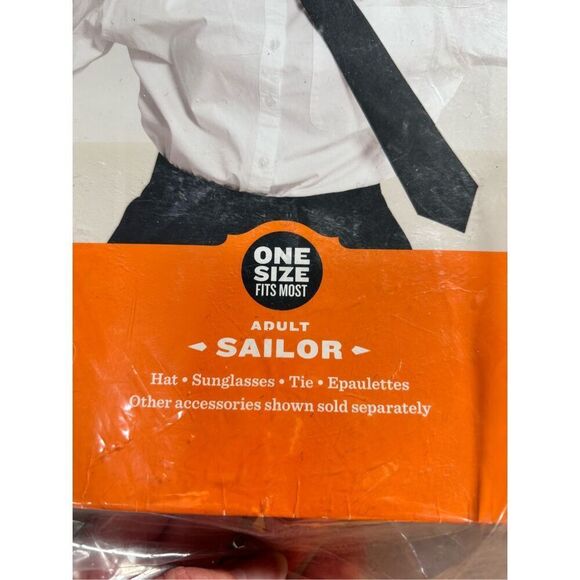 ONE
SIZE
FITS MOST
ADULT
SAILOR
Hat • Sunglasses • Tie • Epaulettes
Other accessories shown sold separately